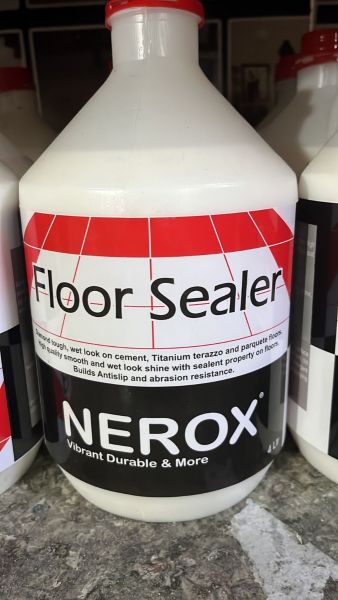 Floor Sealer
Diamond tough, wet look on cement, Titanium terazzo and parquete floors.
High quality smooth and wet look shine with sealent property on floors.
Builds Antislip and abrasion resistance.
NEROX®
Vibrant Durable & More
4 LT